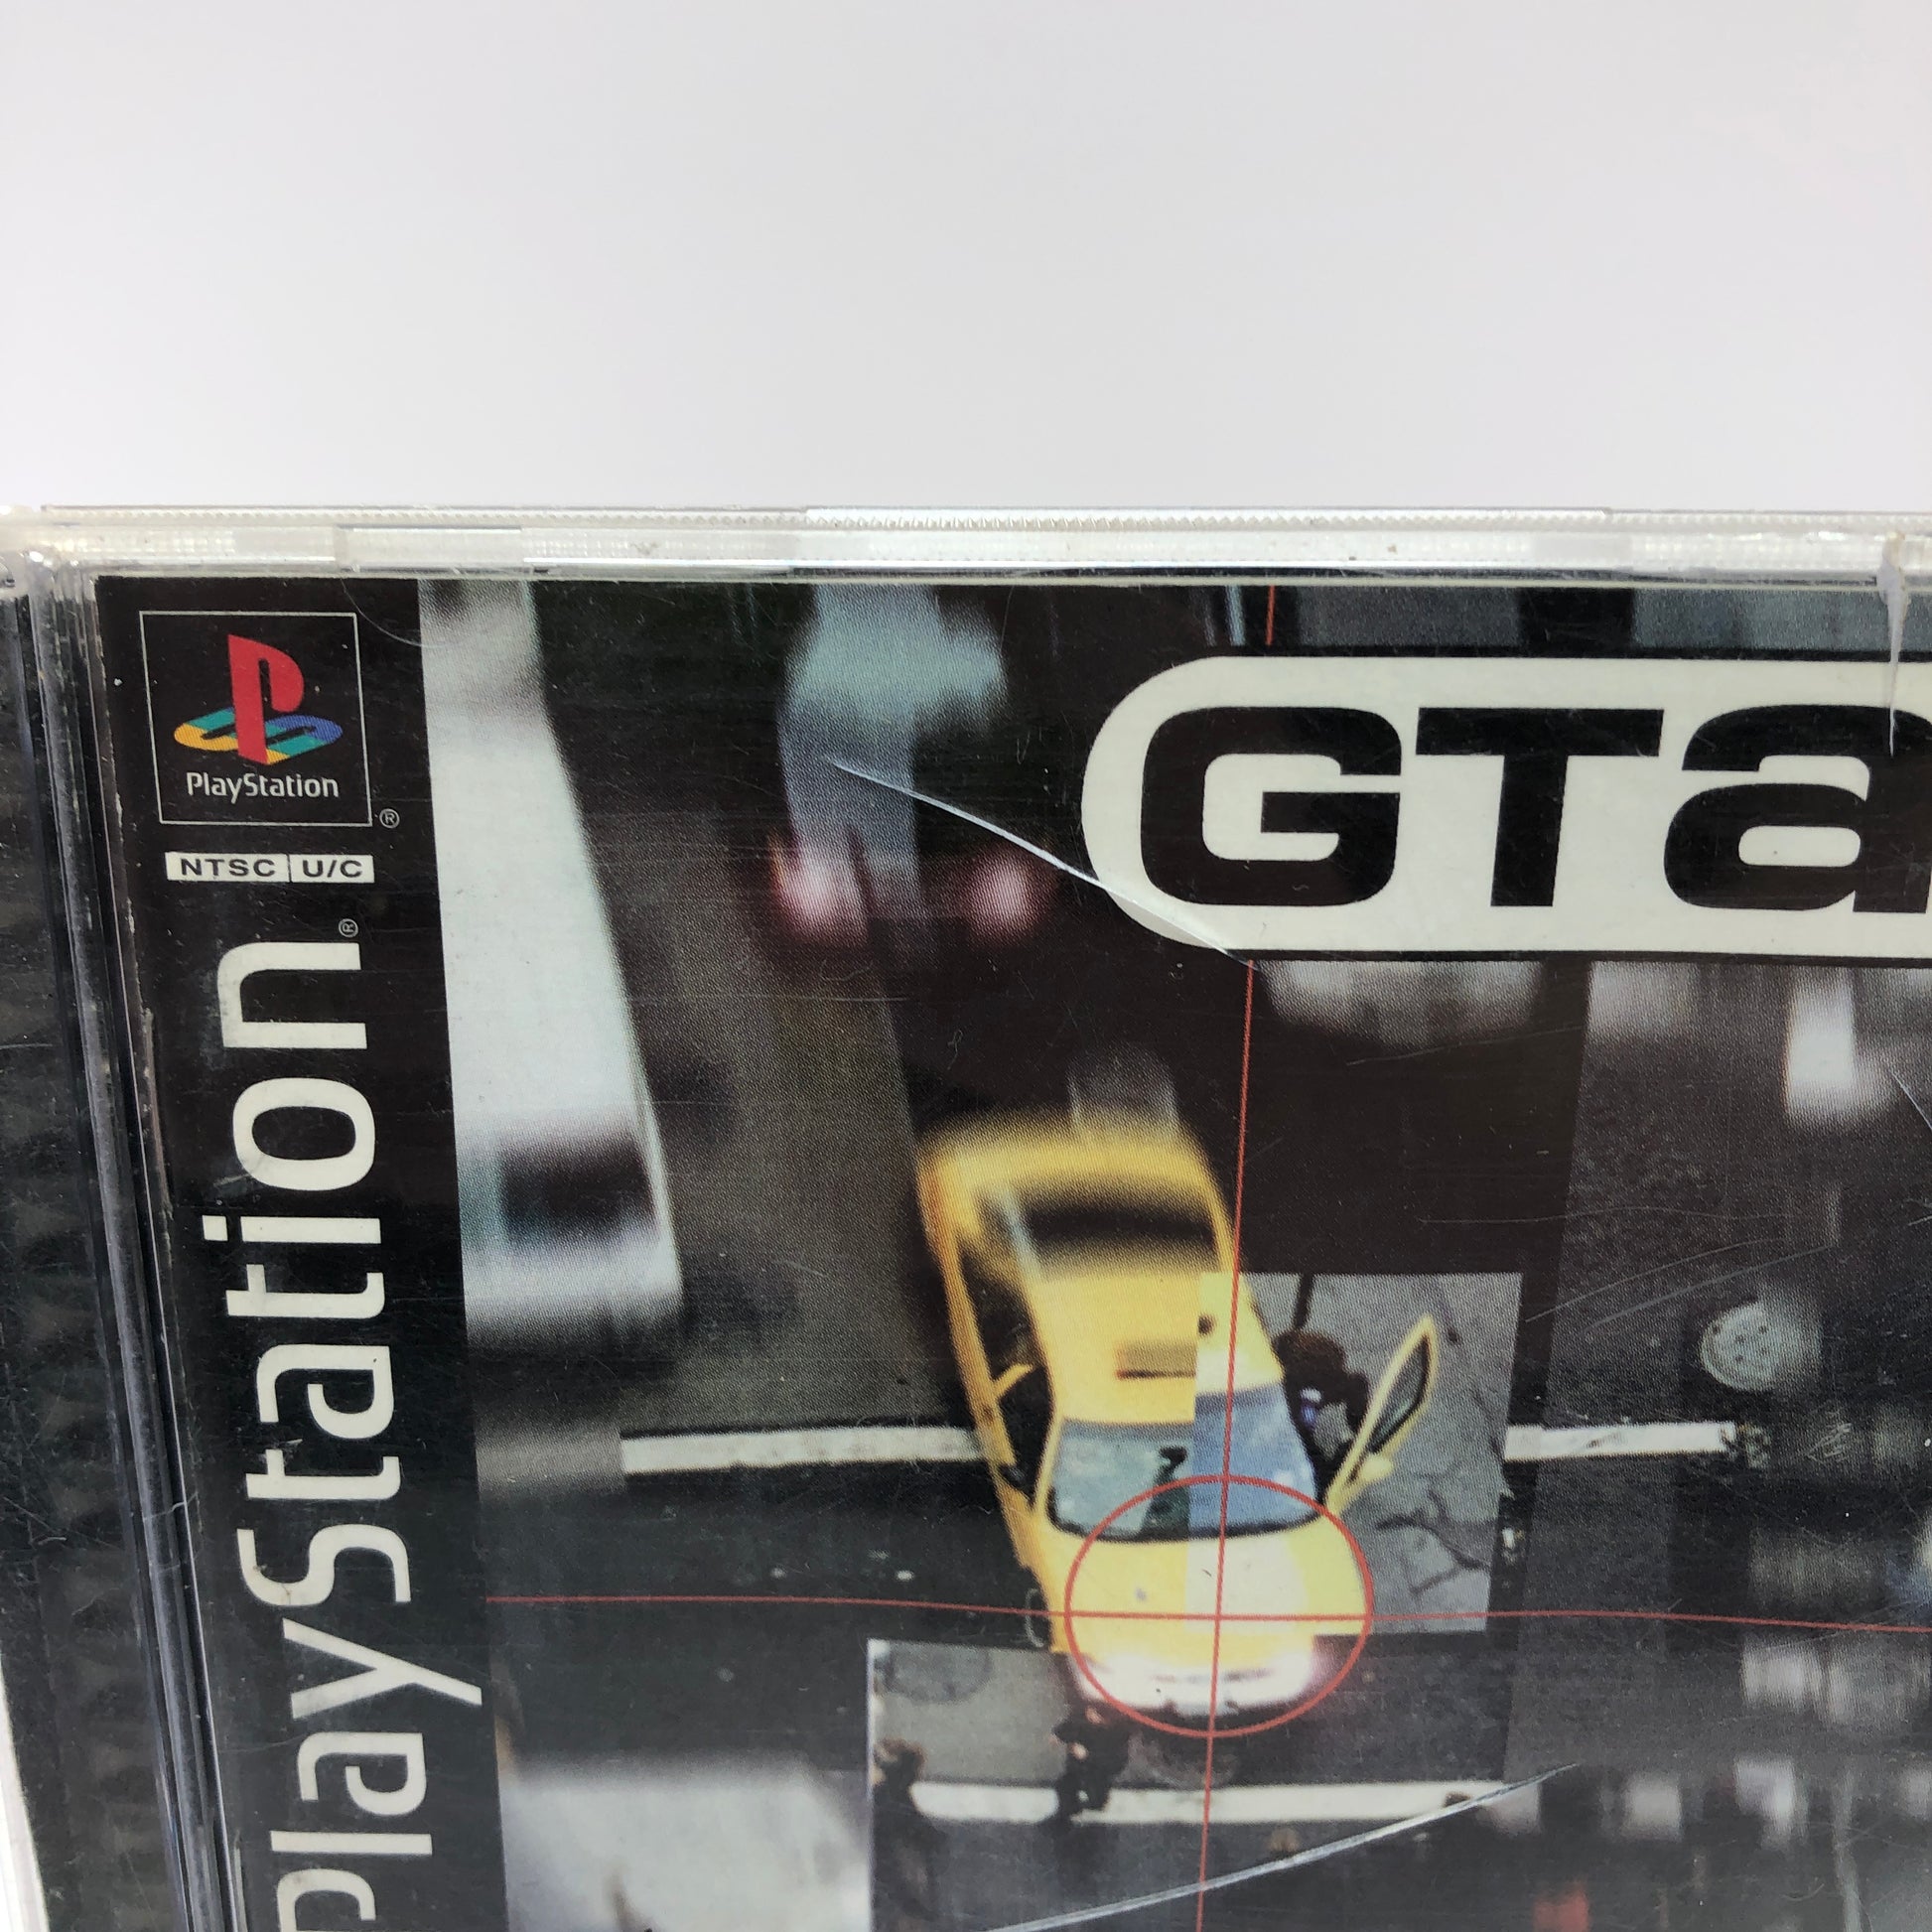 PlayStation
®
NTSC U/C
PlayStation®
GTa